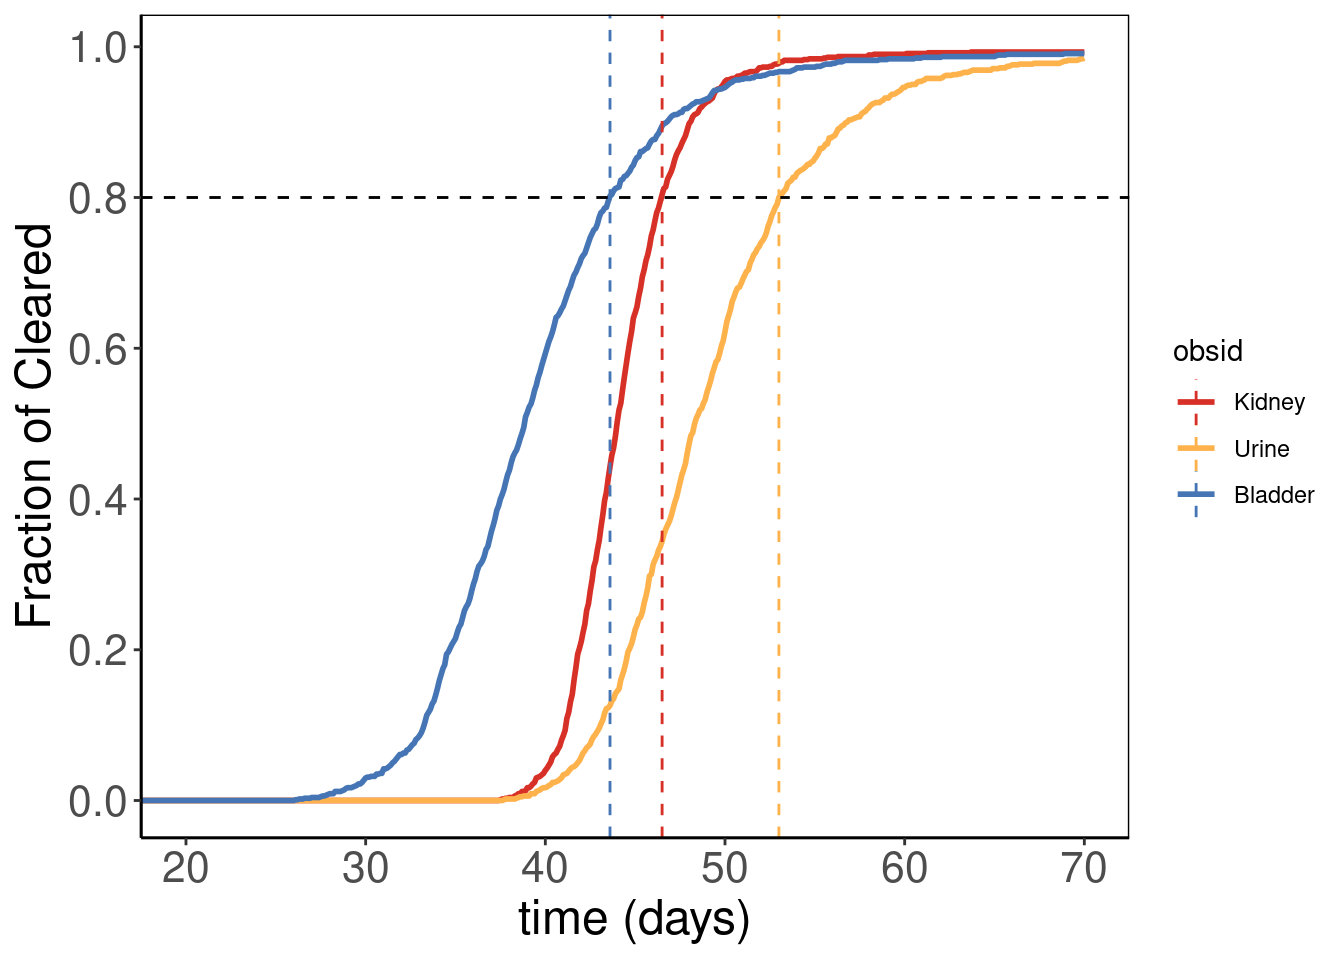 Fraction of Cleared
1.0
0.8
0.6
0.4
0.2
0.0
20 30 40 50 60 70
time (days)
obsid
Kidney
Urine
Bladder